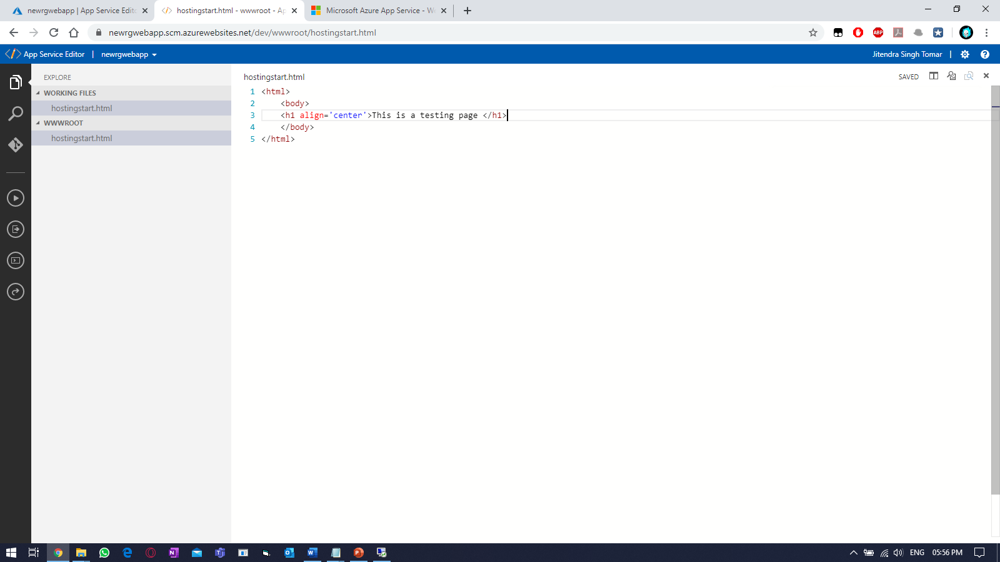 newrgwebapp | App Service Edit
hostingstart.html - wwwroot - Ap
Microsoft Azure App Service - W
newrgwebapp.scm.azurewebsites.net/dev/wwwroot/hostingstart.html
ABP
App Service Editor | newrgwebapp
Jitendra Singh Tomar |
EXPLORE
WORKING FILES
hostingstart.html
WWWROOT
hostingstart.html
hostingstart.html
SAVED
1 <html>
2 <body>
3 <h1 align='center'>This is a testing page </h1>
4 </body>
5 </html>
ENG 05:56 PM